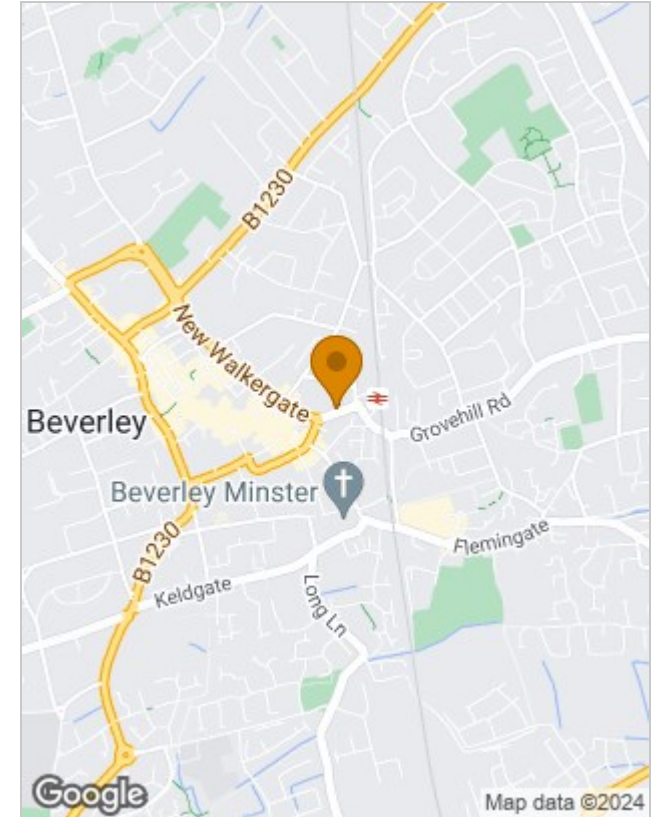 B1230
New Walkergate
Beverley
Grovehill Rd
Beverley Minster
Flemingate
B1230
Keldgate
Long Ln
Google
Map data ©2024